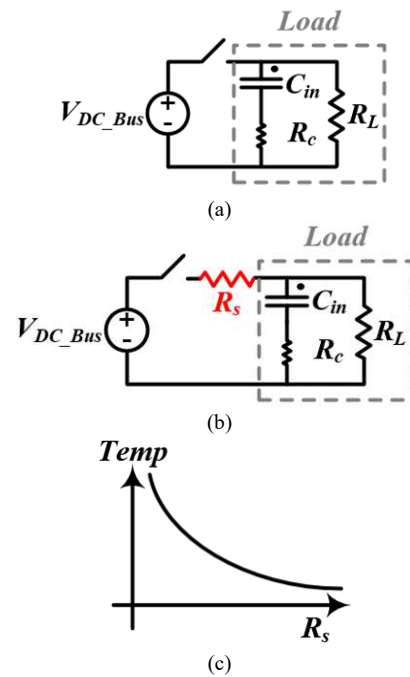 Load
V_DC_Bus
+
-
C_in
R_c
R_L
(a)
Load
R_s
V_DC_Bus
+
-
C_in
R_c
R_L
(b)
Temp
R_s
(c)